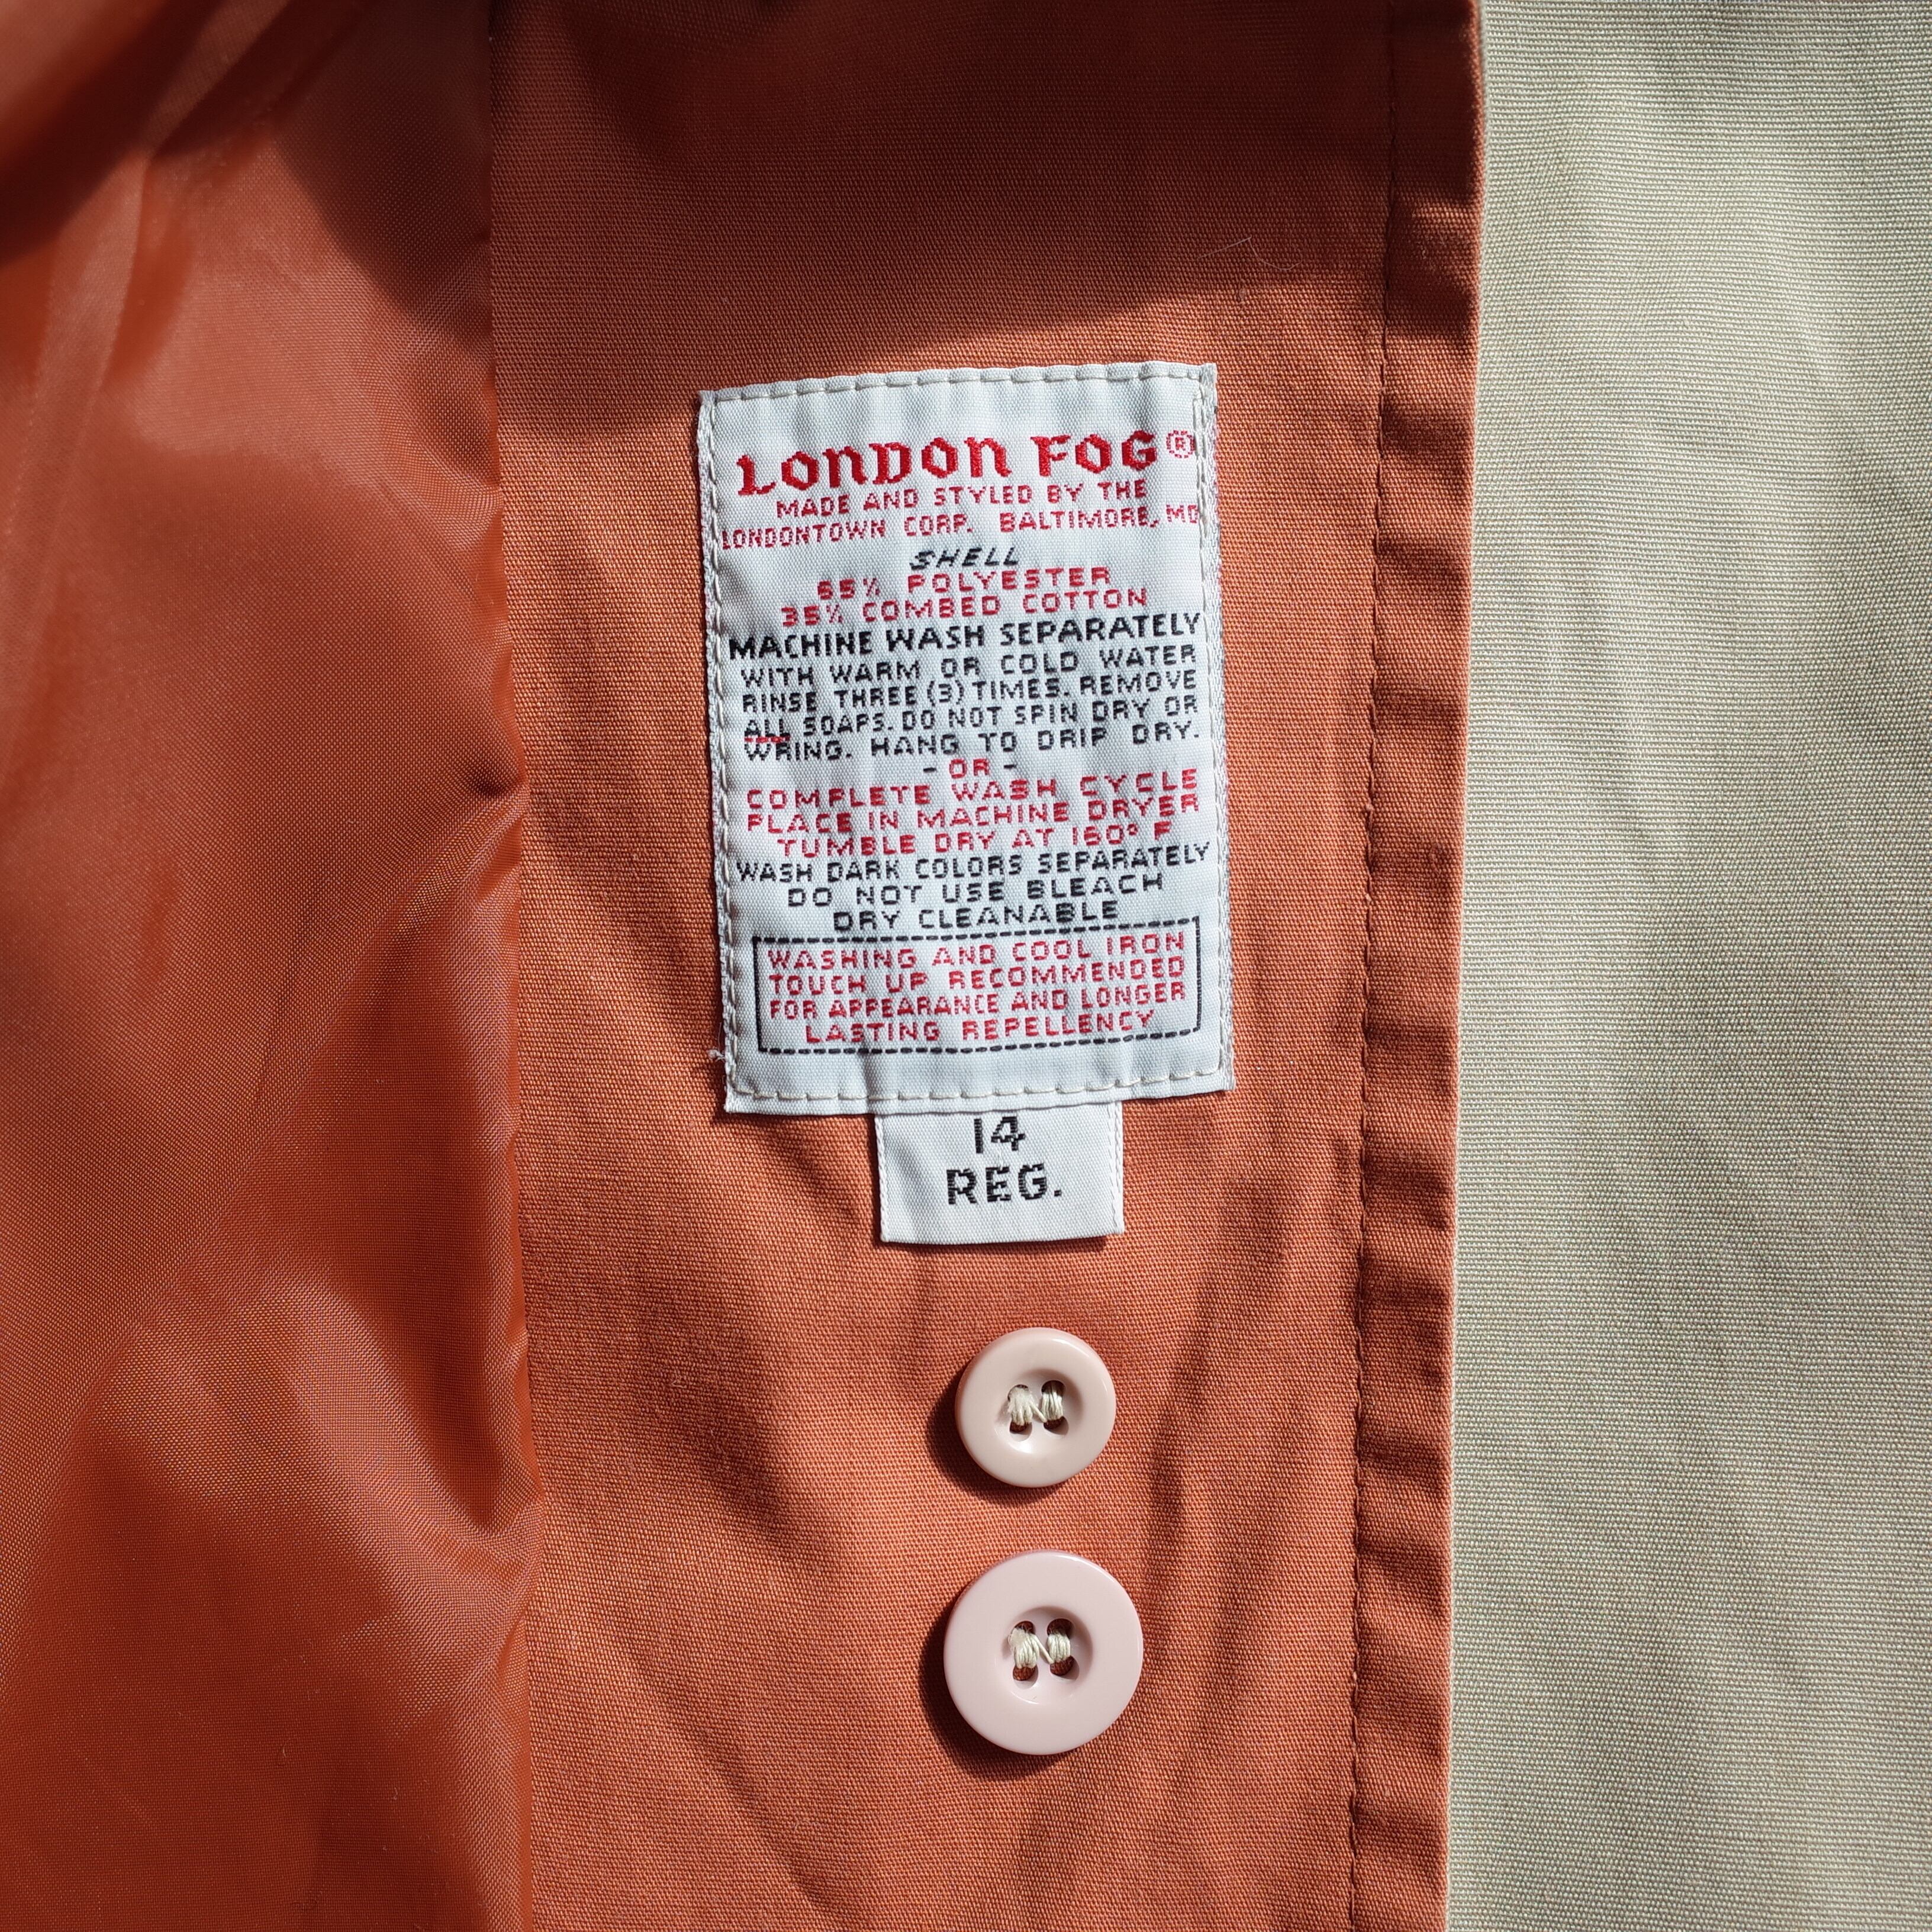 LONDON FOG®
MADE AND STYLED BY THE
LONDONTOWN CORP. BALTIMORE, MD
SHELL
65% POLYESTER
35% COMBED COTTON
MACHINE WASH SEPARATELY
WITH WARM OR COLD WATER
RINSE THREE (3) TIMES. REMOVE
ALL SOAPS. DO NOT SPIN DRY OR
WRING. HANG TO DRIP DRY.
- OR -
COMPLETE WASH CYCLE
PLACE IN MACHINE DRYER
TUMBLE DRY AT 160° F
WASH DARK COLORS SEPARATELY
DO NOT USE BLEACH
DRY CLEANABLE
WASHING AND COOL IRON
TOUCH UP RECOMMENDED
FOR APPEARANCE AND LONGER
LASTING REPELLENCY
14
REG.